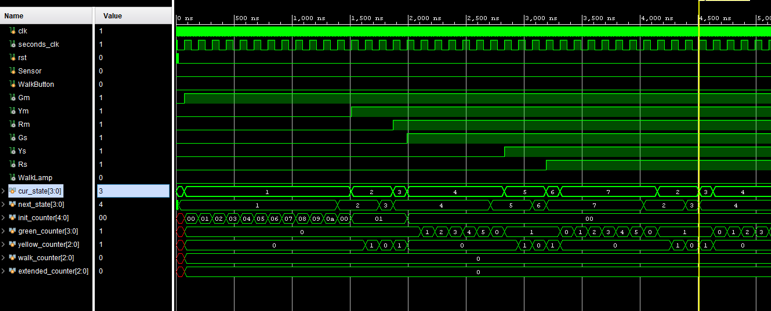 Name Value 0 ns 500 ns 1,000 ns 1,500 ns 2,000 ns 2,500 ns 3,000 ns 3,500 ns 4,000 ns 4,500 ns 5,0
clk 1
seconds_clk 1
rst 0
Sensor 0
WalkButton 0
Gm 1
Ym 1
Rm 1
Gs 1
Ys 1
Rs 1
WalkLamp 0
cur_state[3:0] 3 1 2 3 4 5 6 7 2 3 4
next_state[3:0] 4 1 2 3 4 5 6 7 2 3 4
init_counter[4:0] 00 00 01 02 03 04 05 06 07 08 09 0a 00 01 00
green_counter[3:0] 1 0 1 2 3 4 5 0 1 0 1 2 3 4 5 0 1 0 1 2 3
yellow_counter[2:0] 1 0 1 0 1 0 1 0 1 0 1 0 1 0
walk_counter[2:0] 0 0
extended_counter[2:0] 0 0